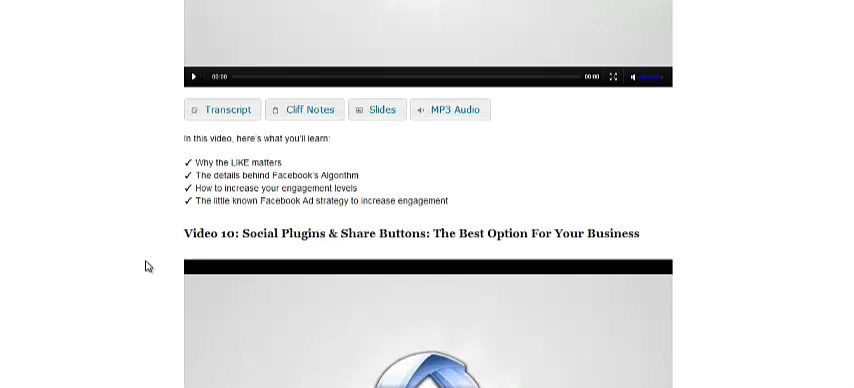 00:00 00:00
Transcript Cliff Notes Slides MP3 Audio
In this video, here's what you'll learn:
✓ Why the LIKE matters
✓ The details behind Facebook's Algorithm
✓ How to increase your engagement levels
✓ The little known Facebook Ad strategy to increase engagement
Video 10: Social Plugins & Share Buttons: The Best Option For Your Business